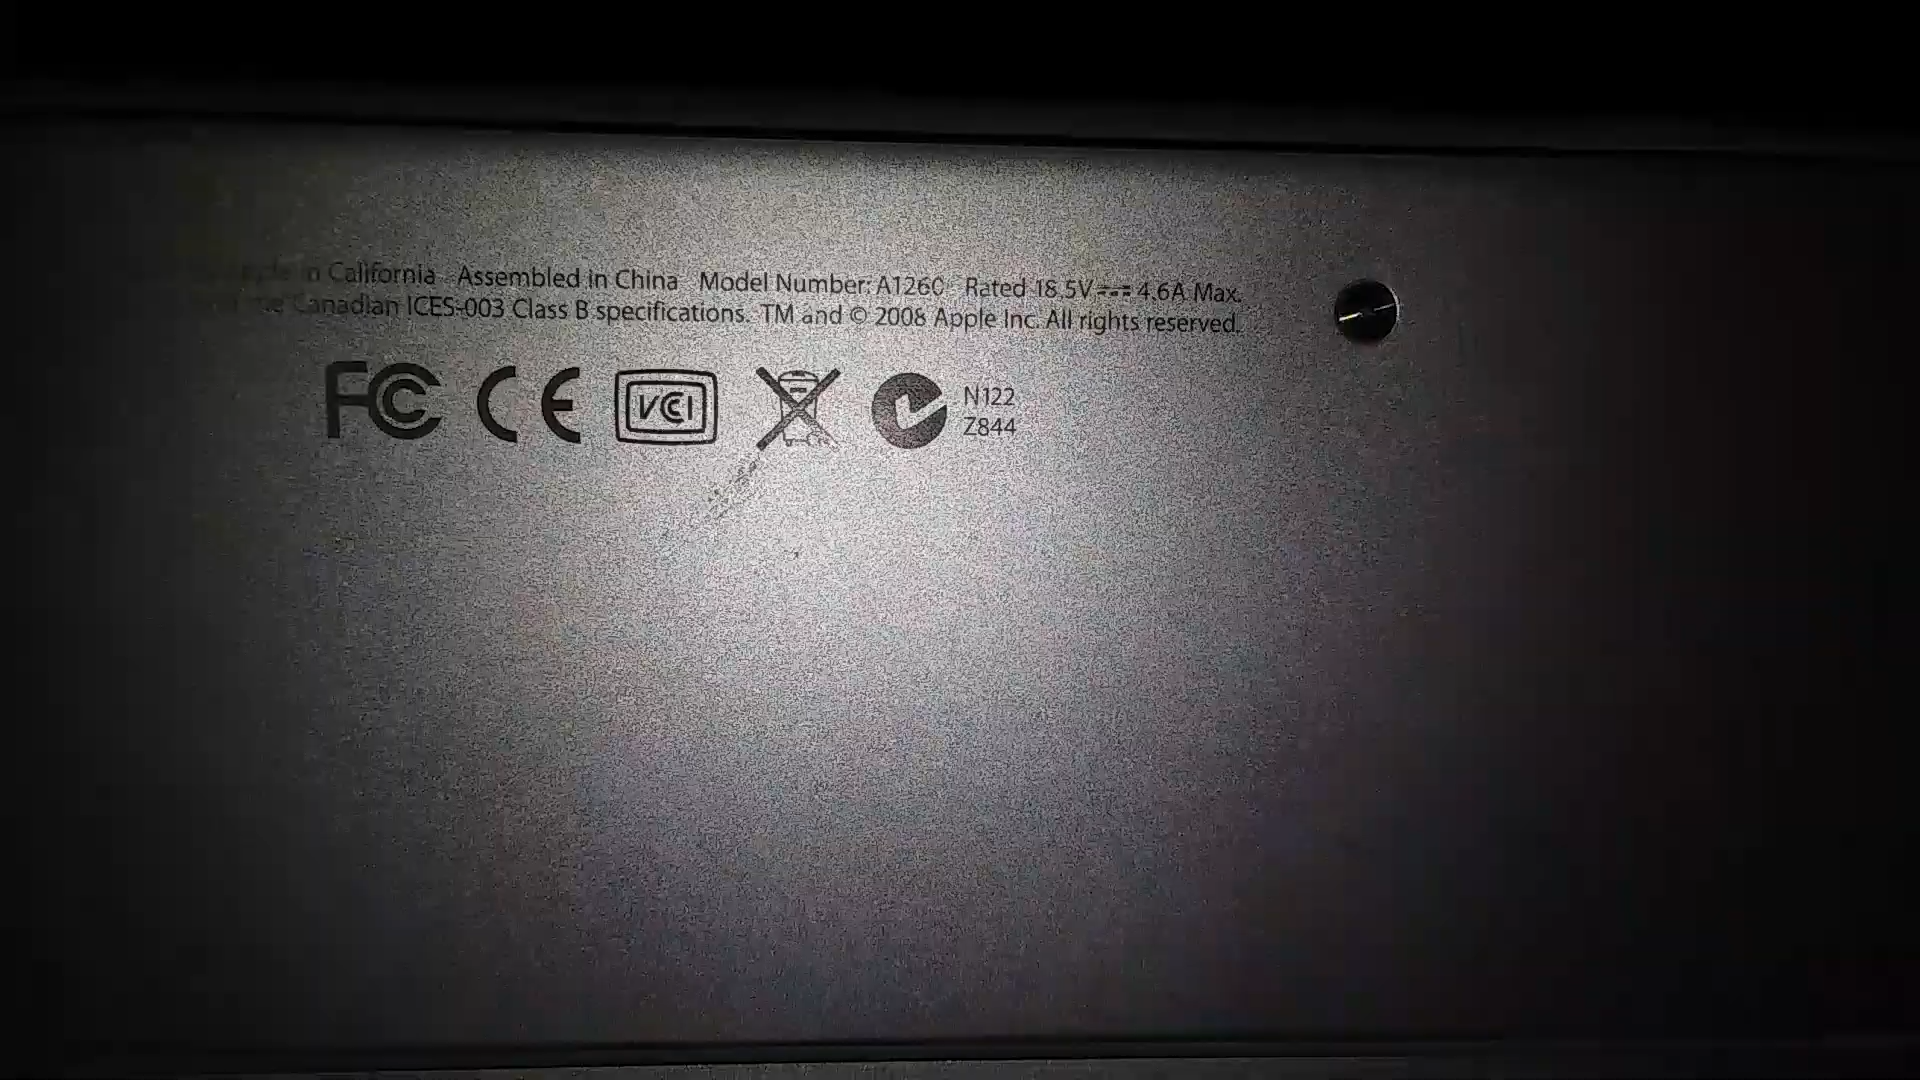 in California Assembled in China Model Number: A1260 Rated 18.5V⎓4.6A Max.
Canadian ICES-003 Class B specifications. TM and © 2008 Apple Inc. All rights reserved.
FC CE VCI N122
Z844